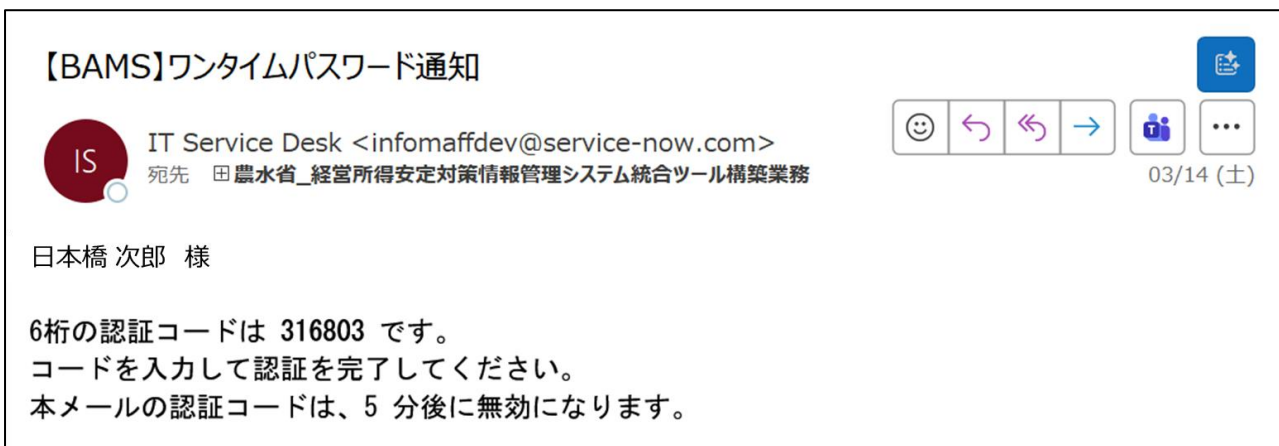 【BAMS】ワンタイムパスワード通知
IS
IT Service Desk <infomaffdev@service-now.com>
宛先 農水省_経営所得安定対策情報管理システム統合ツール構築業務
03/14 (土)
日本橋 次郎 様
6桁の認証コードは 316803 です。
コードを入力して認証を完了してください。
本メールの認証コードは、5 分後に無効になります。